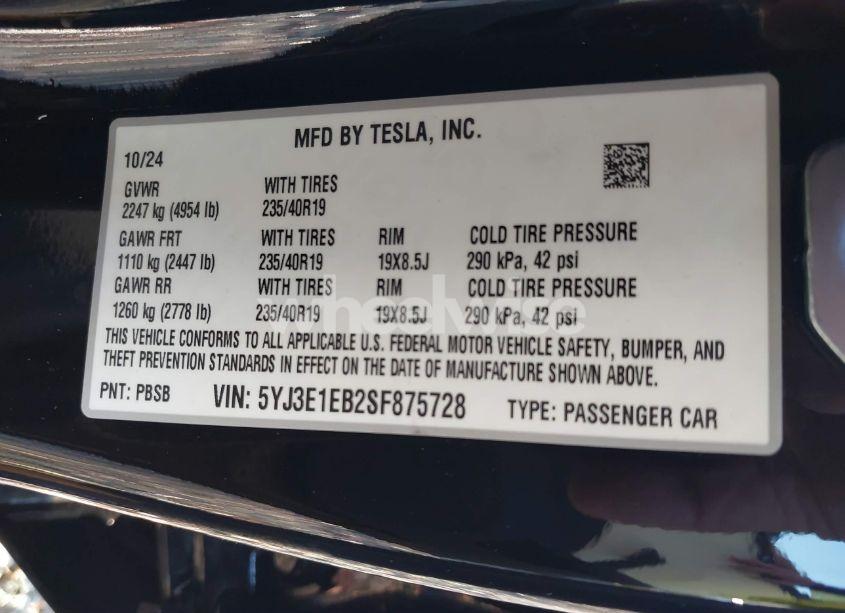 MFD BY TESLA, INC.
10/24
GVWR WITH TIRES
2247 kg (4954 lb) 235/40R19
GAWR FRT WITH TIRES RIM COLD TIRE PRESSURE
1110 kg (2447 lb) 235/40R19 19X8.5J 290 kPa, 42 psi
GAWR RR WITH TIRES RIM COLD TIRE PRESSURE
1260 kg (2778 lb) 235/40R19 19X8.5J 290 kPa, 42 psi
wheelwise
THIS VEHICLE CONFORMS TO ALL APPLICABLE U.S. FEDERAL MOTOR VEHICLE SAFETY, BUMPER, AND
THEFT PREVENTION STANDARDS IN EFFECT ON THE DATE OF MANUFACTURE SHOWN ABOVE.
PNT: PBSB VIN: 5YJ3E1EB2SF875728 TYPE: PASSENGER CAR